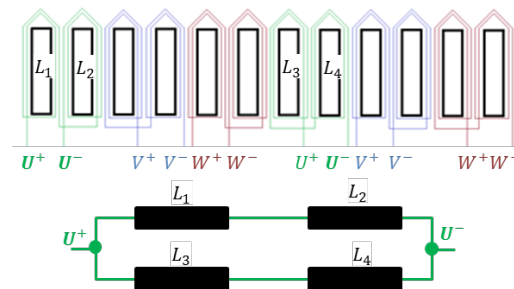 L₁ L₂ L₃ L₄
U⁺ U⁻ V⁺ V⁻ W⁺ W⁻ U⁺ U⁻ V⁺ V⁻ W⁺ W⁻
L₁ L₂
U⁺ U⁻
L₃ L₄